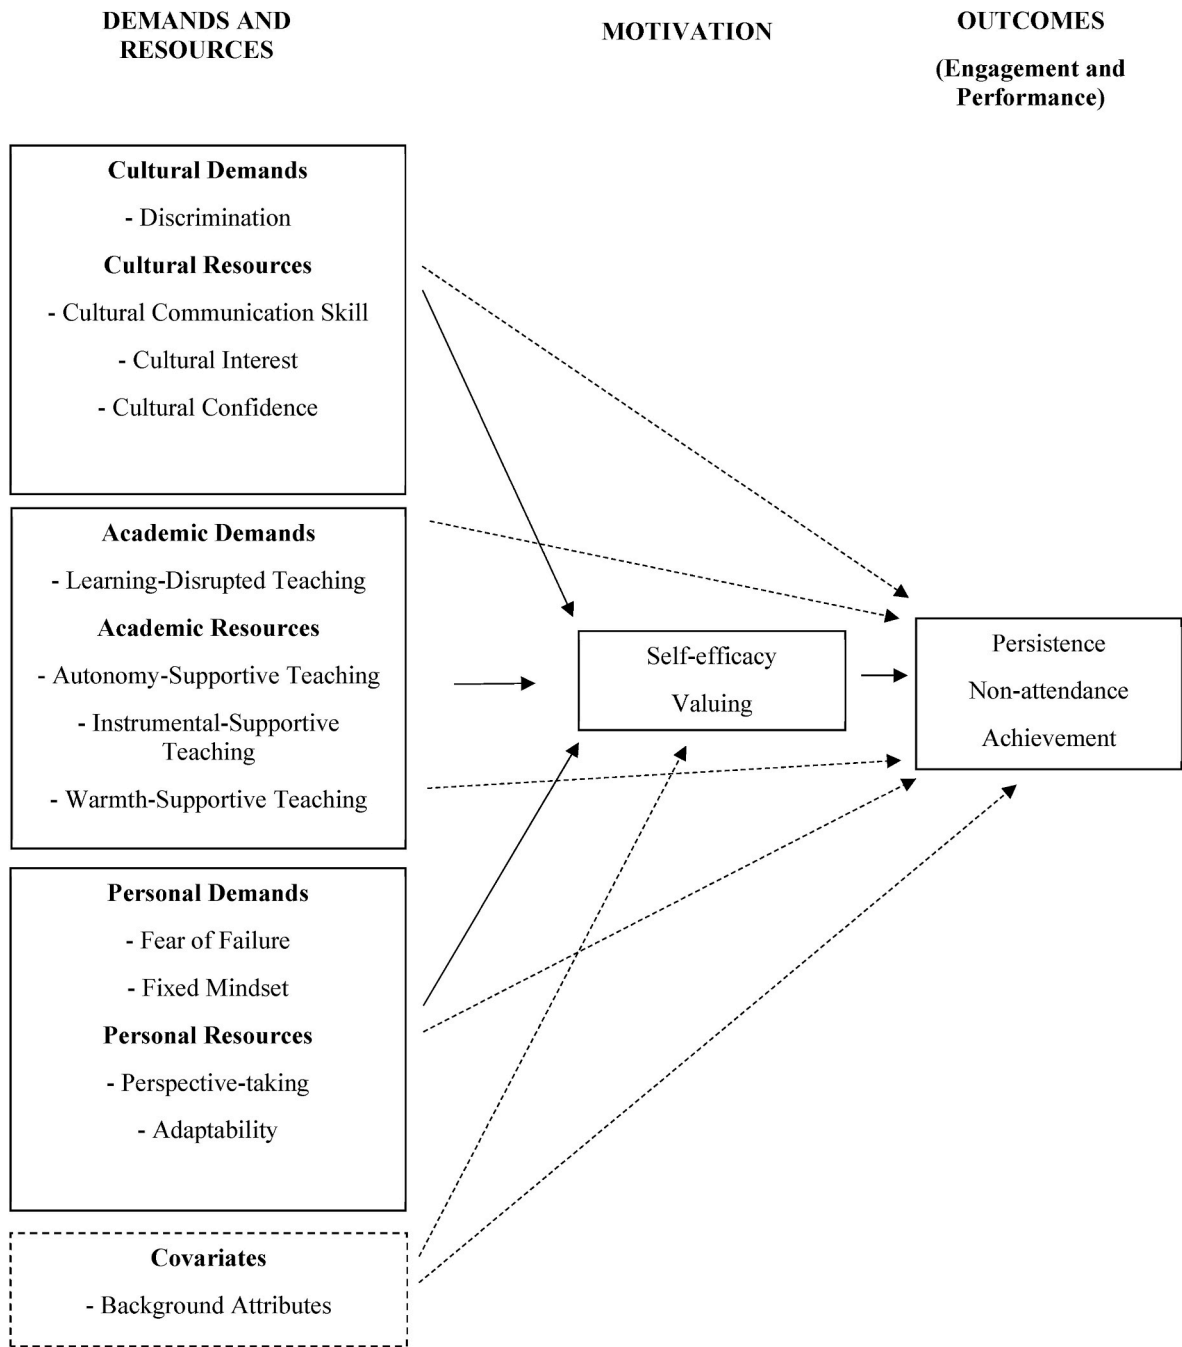 DEMANDS AND
RESOURCES
MOTIVATION
OUTCOMES
(Engagement and
Performance)
Cultural Demands
- Discrimination
Cultural Resources
- Cultural Communication Skill
- Cultural Interest
- Cultural Confidence
Academic Demands
- Learning-Disrupted Teaching
Academic Resources
- Autonomy-Supportive Teaching
- Instrumental-Supportive
Teaching
- Warmth-Supportive Teaching
Personal Demands
- Fear of Failure
- Fixed Mindset
Personal Resources
- Perspective-taking
- Adaptability
Covariates
- Background Attributes
Self-efficacy
Valuing
Persistence
Non-attendance
Achievement